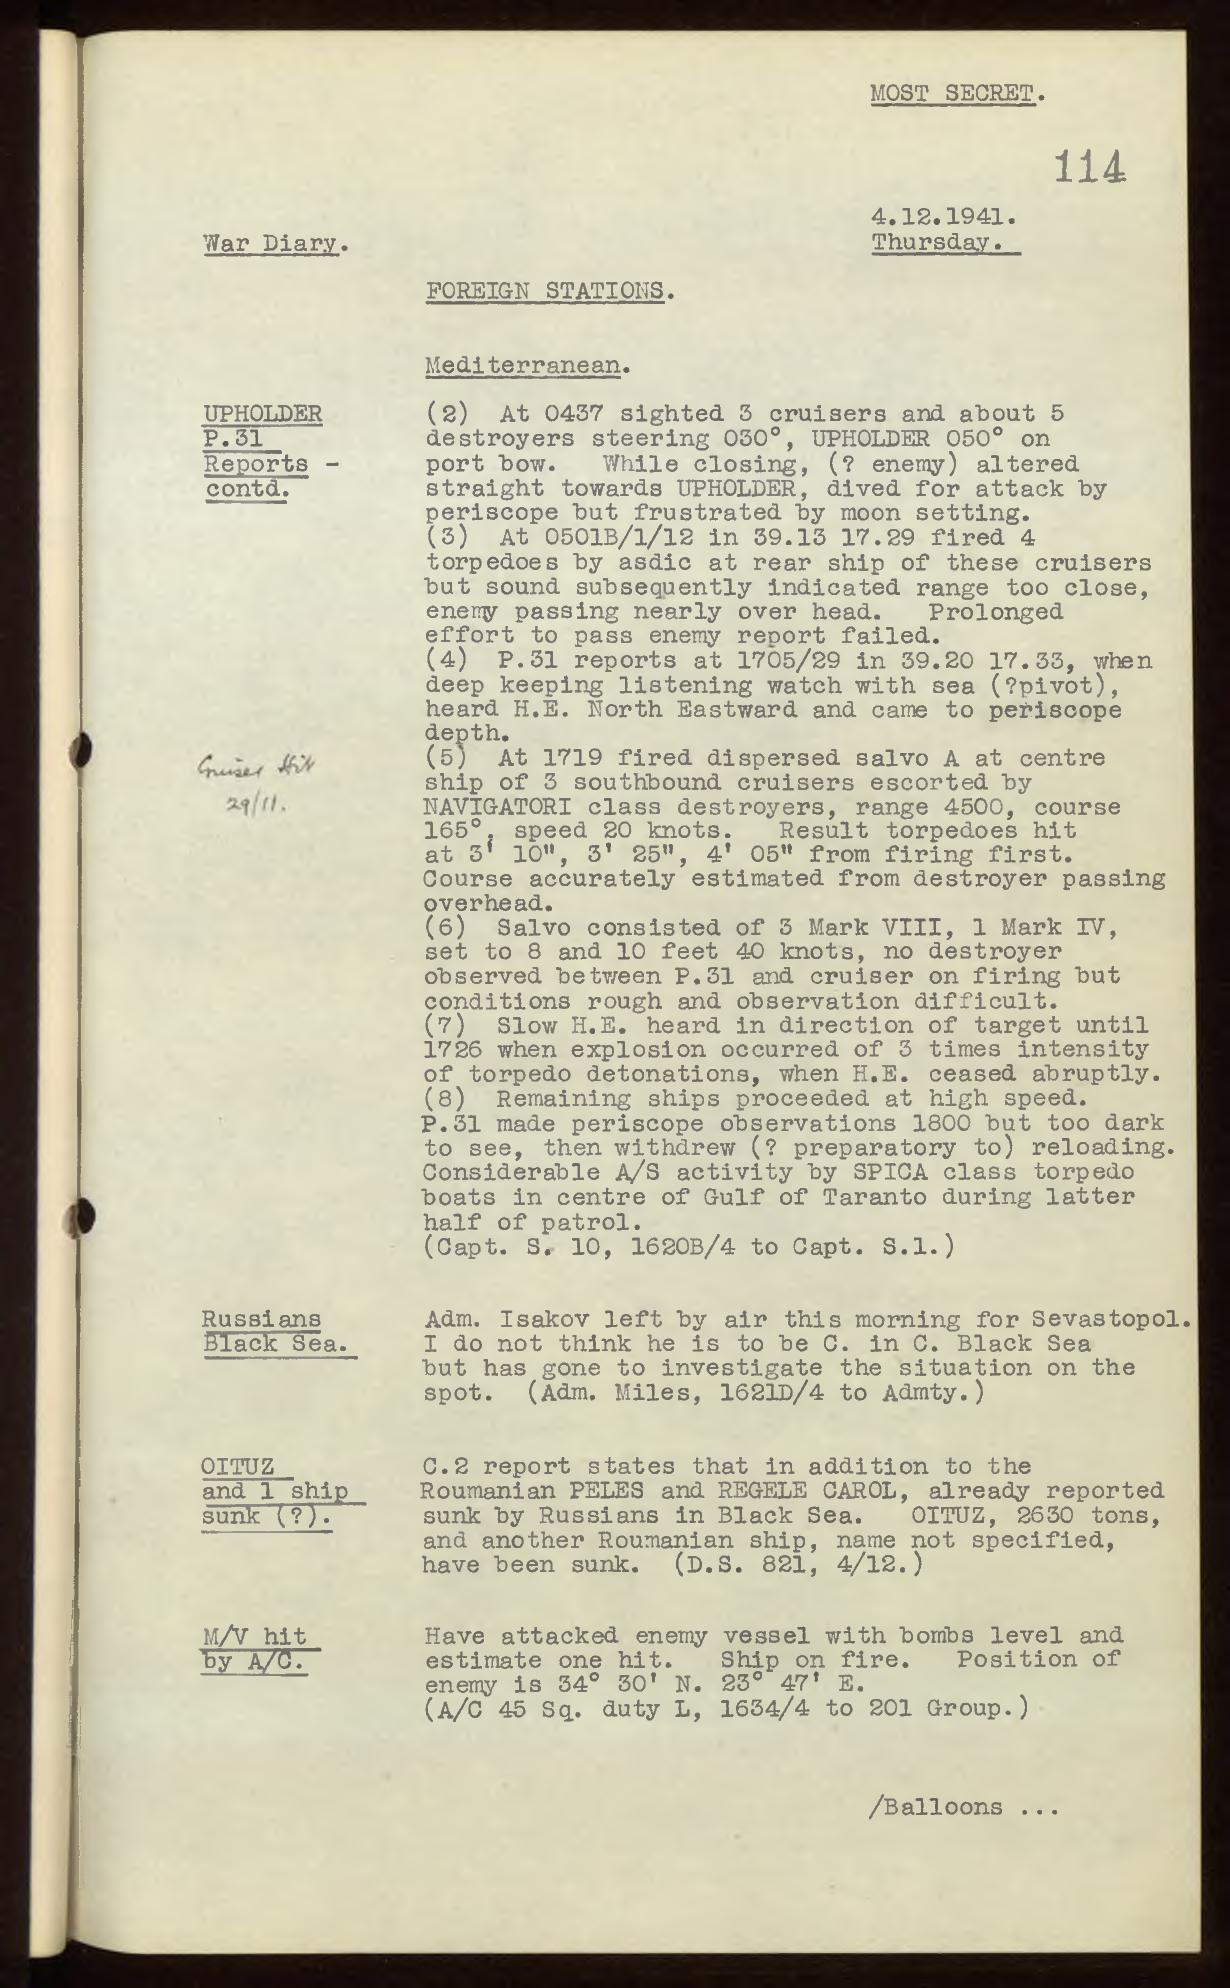 MOST SECRET.
114
4.12.1941.
War Diary.
Thursday.
FOREIGN STATIONS.
Mediterranean.
UPHOLDER
P.31
Reports -
contd.
(2) At 0437 sighted 3 cruisers and about 5
destroyers steering 030°, UPHOLDER 050° on
port bow. While closing, (? enemy) altered
straight towards UPHOLDER, dived for attack by
periscope but frustrated by moon setting.
(3) At 0501B/1/12 in 39.13 17.29 fired 4
torpedoes by asdic at rear ship of these cruisers
but sound subsequently indicated range too close,
enemy passing nearly over head. Prolonged
effort to pass enemy report failed.
(4) P.31 reports at 1705/29 in 39.20 17.33, when
deep keeping listening watch with sea (?pivot),
heard H.E. North Eastward and came to periscope
depth.
Cruiser Hit
29/11.
(5) At 1719 fired dispersed salvo A at centre
ship of 3 southbound cruisers escorted by
NAVIGATORI class destroyers, range 4500, course
165°, speed 20 knots. Result torpedoes hit
at 3' 10", 3' 25", 4' 05" from firing first.
Course accurately estimated from destroyer passing
overhead.
(6) Salvo consisted of 3 Mark VIII, 1 Mark IV,
set to 8 and 10 feet 40 knots, no destroyer
observed between P.31 and cruiser on firing but
conditions rough and observation difficult.
(7) Slow H.E. heard in direction of target until
1726 when explosion occurred of 3 times intensity
of torpedo detonations, when H.E. ceased abruptly.
(8) Remaining ships proceeded at high speed.
P.31 made periscope observations 1800 but too dark
to see, then withdrew (? preparatory to) reloading.
Considerable A/S activity by SPICA class torpedo
boats in centre of Gulf of Taranto during latter
half of patrol.
(Capt. S. 10, 1620B/4 to Capt. S.1.)
Russians
Black Sea.
Adm. Isakov left by air this morning for Sevastopol.
I do not think he is to be C. in C. Black Sea
but has gone to investigate the situation on the
spot. (Adm. Miles, 1621D/4 to Admty.)
OITUZ
and 1 ship
sunk (?).
C.2 report states that in addition to the
Roumanian PELES and REGELE CAROL, already reported
sunk by Russians in Black Sea. OITUZ, 2630 tons,
and another Roumanian ship, name not specified,
have been sunk. (D.S. 821, 4/12.)
M/V hit
by A/C.
Have attacked enemy vessel with bombs level and
estimate one hit. Ship on fire. Position of
enemy is 34° 30' N. 23° 47' E.
(A/C 45 Sq. duty L, 1634/4 to 201 Group.)
/Balloons ...